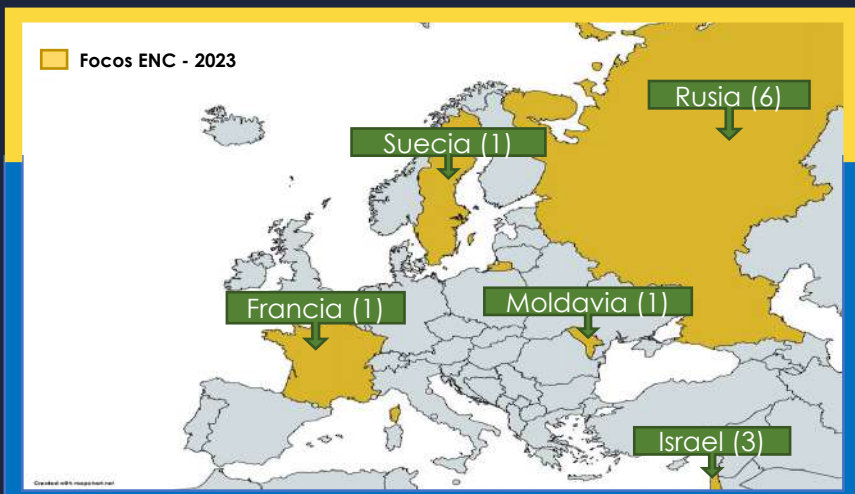 Focos ENC - 2023
Rusia (6)
Suecia (1)
Francia (1)
Moldavia (1)
Israel (3)
Created with mapchart.net